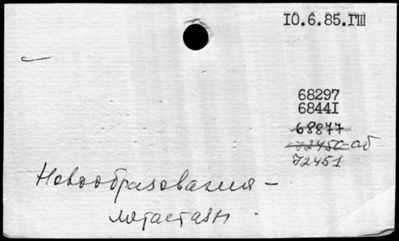 10.6.85.ГШ
68297
68441
68877
72450-аб
72451
Новообразования –
метастазы.